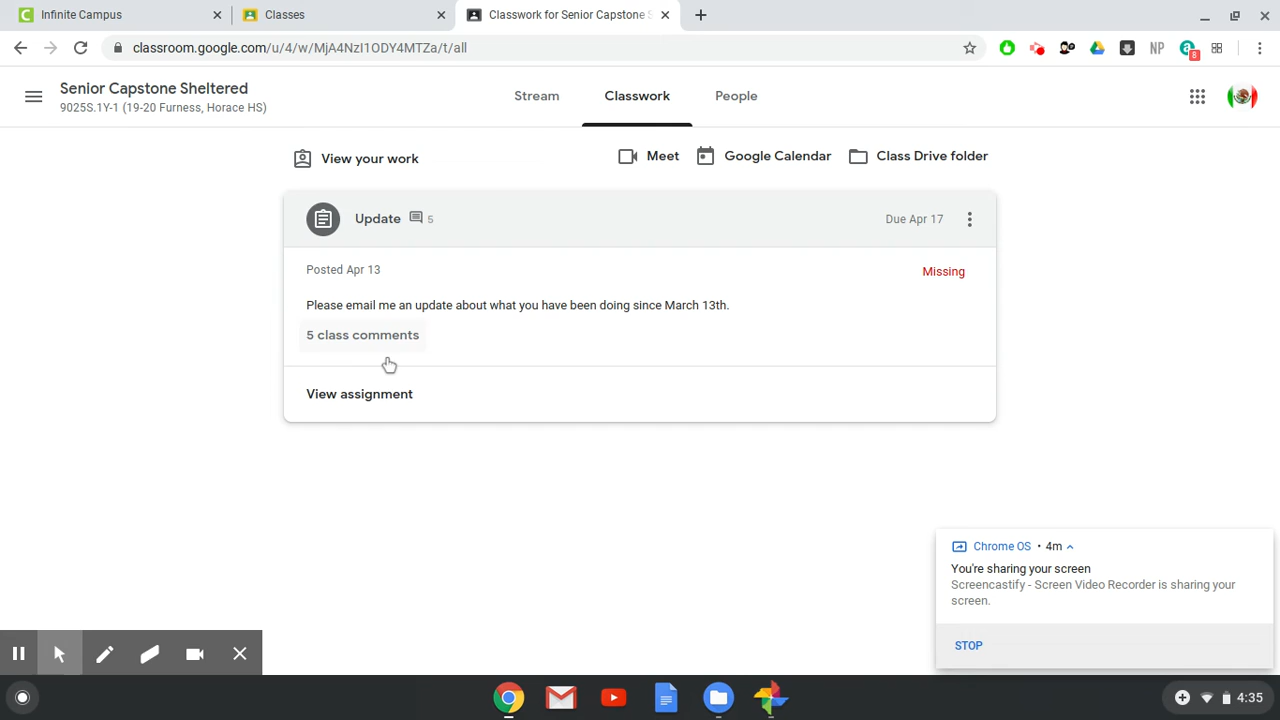 Infinite Campus
Classes
Classwork for Senior Capstone S
classroom.google.com/u/4/w/MjA4NzI1ODY4MTZa/t/all
NP
a
8
Senior Capstone Sheltered
9025S.1Y-1 (19-20 Furness, Horace HS)
Stream
Classwork
People
View your work
Meet
Google Calendar
Class Drive folder
Update
5
Due Apr 17
Posted Apr 13
Missing
Please email me an update about what you have been doing since March 13th.
5 class comments
View assignment
Chrome OS • 4m
You're sharing your screen
Screencastify - Screen Video Recorder is sharing your
screen.
STOP
4:35